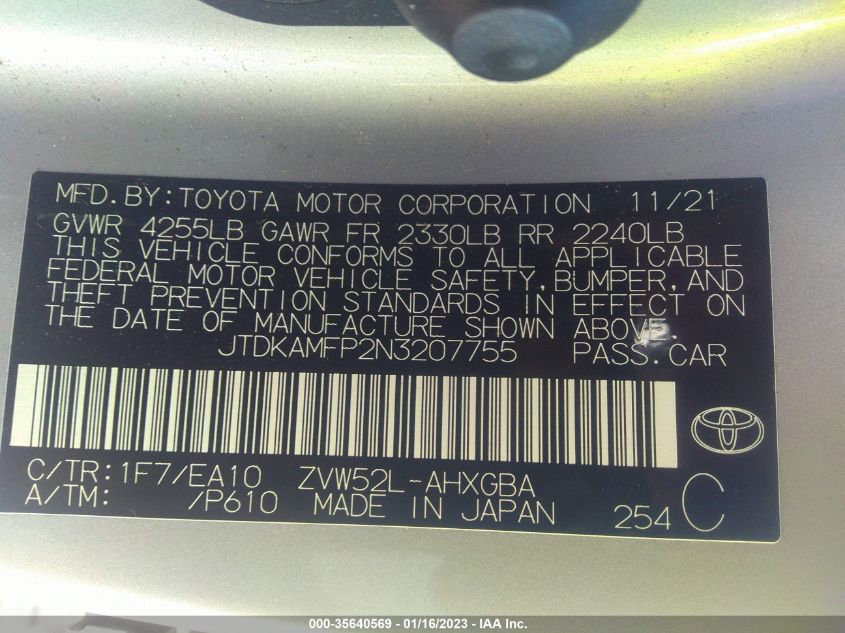 MFD.BY:TOYOTA MOTOR CORPORATION 11/21
GVWR 4255LB GAWR FR 2330LB RR 2240LB
THIS VEHICLE CONFORMS TO ALL APPLICABLE
FEDERAL MOTOR VEHICLE SAFETY,BUMPER,AND
THEFT PREVENTION STANDARDS IN EFFECT ON
THE DATE OF MANUFACTURE SHOWN ABOVE.
JTDKAMFP2N3207755 PASS.CAR
C/TR:1F7/EA10 ZVW52L-AHXGBA
A/TM: /P610 MADE IN JAPAN 254 C
000-35640569 - 01/16/2023 - IAA Inc.